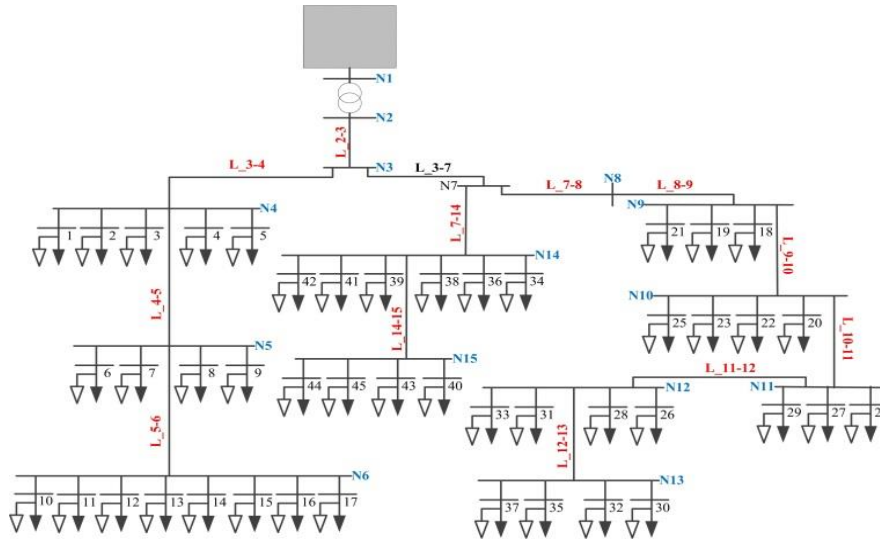 N1
N2
L_2-3
N3
L_3-4
L_3-7
N7
L_7-8
N8
L_8-9
N9
N4
1 2 3 4 5
L_7-14
21 19 18
L_9-10
N14
42 41 39 38 36 34
L_4-5
N10
25 23 22 20
L_14-15
L_10-11
N5
6 7 8 9
N15
44 45 43 40
L_11-12
N12
N11
33 31 28 26
29 27
L_5-6
L_12-13
N6
10 11 12 13 14 15 16 17
N13
37 35 32 30